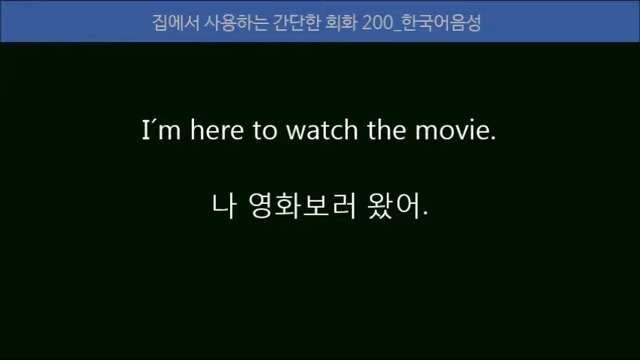 집에서 사용하는 간단한 회화 200_한국어음성
I´m here to watch the movie.
나 영화보러 왔어.